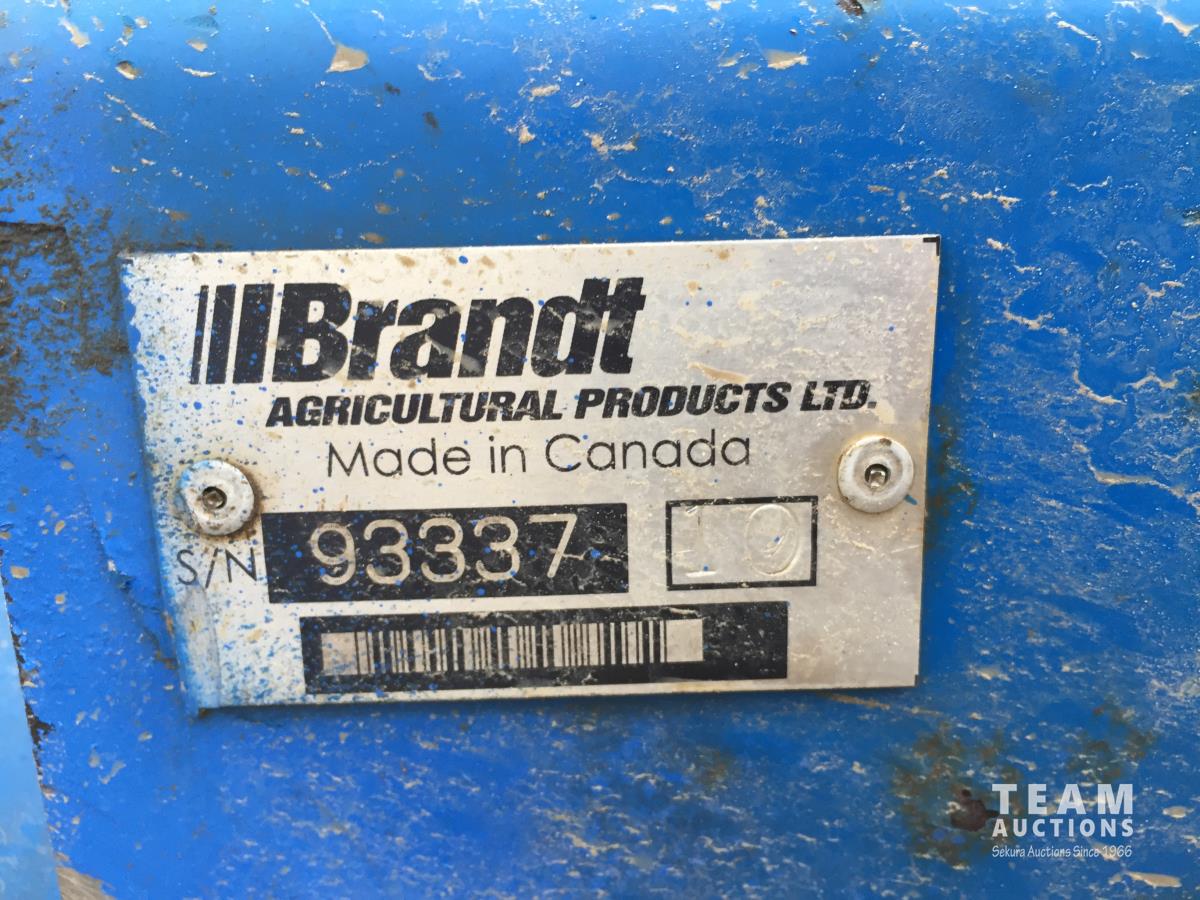 Brandt
AGRICULTURAL PRODUCTS LTD.
Made in Canada
S/N 93337 10
TEAM
AUCTIONS
Sekura Auctions Since 1966